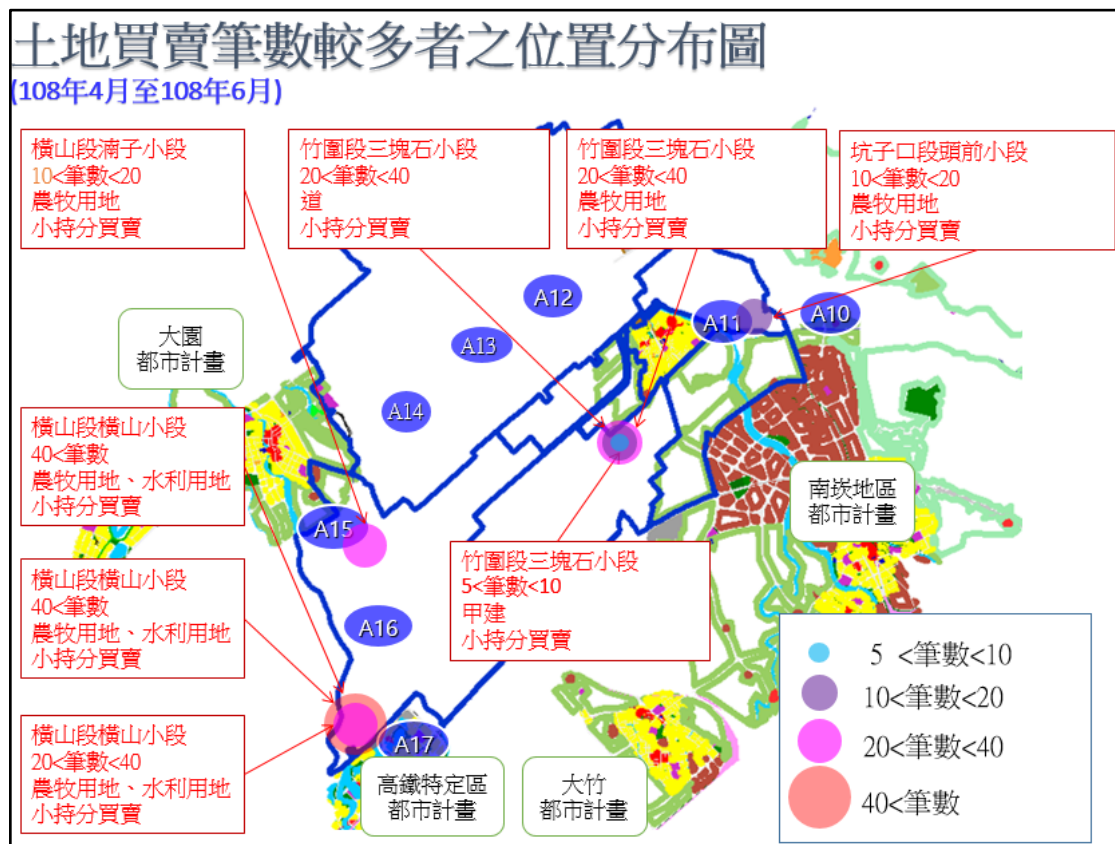 土地買賣筆數較多者之位置分布圖
(108年4月至108年6月)
橫山段湳子小段
10<筆數<20
農牧用地
小持分買賣
竹圍段三塊石小段
20<筆數<40
道
小持分買賣
竹圍段三塊石小段
20<筆數<40
農牧用地
小持分買賣
坑子口段頭前小段
10<筆數<20
農牧用地
小持分買賣
A12
A11
A10
A13
A14
大園
都市計畫
橫山段橫山小段
40<筆數
農牧用地、水利用地
小持分買賣
南崁地區
都市計畫
A15
竹圍段三塊石小段
5<筆數<10
甲建
小持分買賣
橫山段橫山小段
40<筆數
農牧用地、水利用地
小持分買賣
A16
橫山段橫山小段
20<筆數<40
農牧用地、水利用地
小持分買賣
A17
高鐵特定區
都市計畫
大竹
都市計畫
5 <筆數<10
10<筆數<20
20<筆數<40
40<筆數